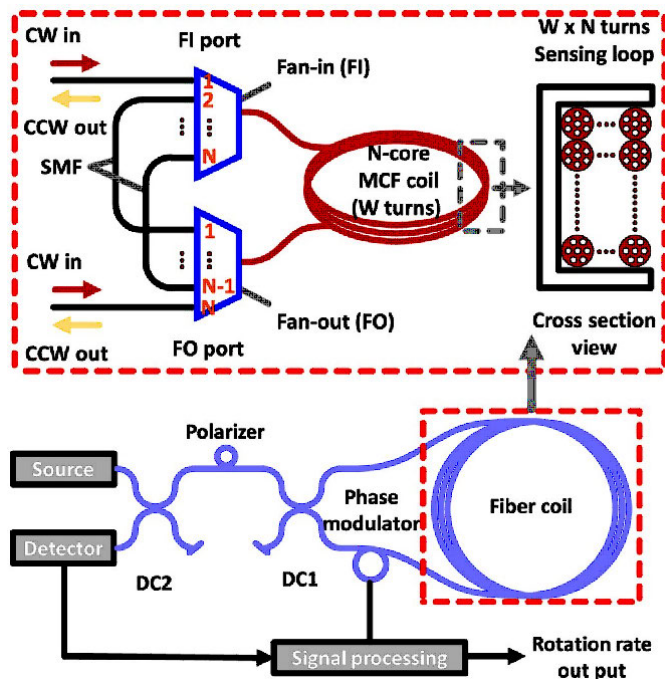 CW in
FI port
Fan-in (FI)
W x N turns
Sensing loop
1
2
N
CCW out
SMF
N-core
MCF coil
(W turns)
1
N-1
N
CW in
CCW out
Fan-out (FO)
FO port
Cross section
view
Polarizer
Source
Phase
modulator
Fiber coil
Detector
DC2
DC1
Signal processing
Rotation rate
out put